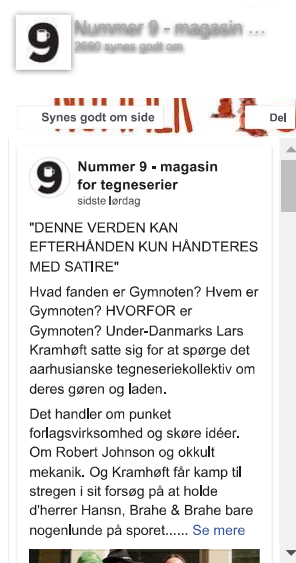 9
Nummer 9 - magasin ...
2690 synes godt om
NUMMER
Synes godt om side
Del
9
Nummer 9 - magasin
for tegneserier
sidste lørdag
"DENNE VERDEN KAN
EFTERHÅNDEN KUN HÅNDTERES
MED SATIRE"
Hvad fanden er Gymnoten? Hvem er
Gymnoten? HVORFOR er
Gymnoten? Under-Danmarks Lars
Kramhøft satte sig for at spørge det
aarhusianske tegneseriekollektiv om
deres gøren og laden.
Det handler om punket
forlagsvirksomhed og skøre idéer.
Om Robert Johnson og okkult
mekanik. Og Kramhøft får kamp til
stregen i sit forsøg på at holde
d'herrer Hansn, Brahe & Brahe bare
nogenlunde på sporet...... Se mere